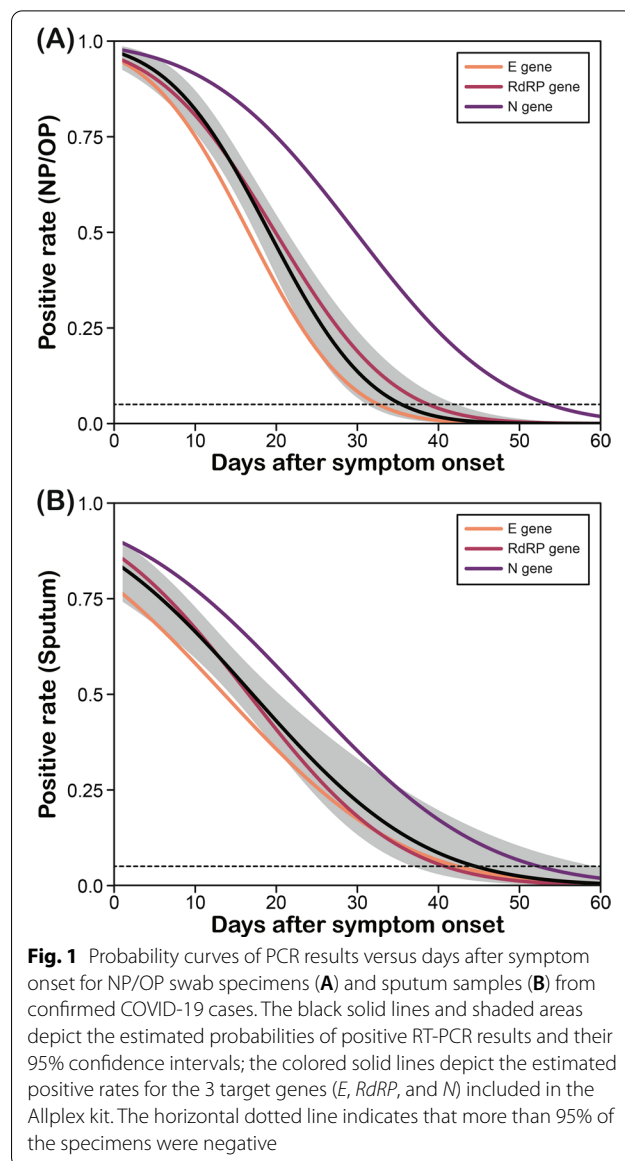 (A)
1.0
0.75
0.5
0.25
0.0
Positive rate (NP/OP)
E gene
RdRP gene
N gene
0 10 20 30 40 50 60
Days after symptom onset
(B)
1.0
0.75
0.5
0.25
0.0
Positive rate (Sputum)
E gene
RdRP gene
N gene
0 10 20 30 40 50 60
Days after symptom onset
Fig. 1 Probability curves of PCR results versus days after symptom
onset for NP/OP swab specimens (A) and sputum samples (B) from
confirmed COVID-19 cases. The black solid lines and shaded areas
depict the estimated probabilities of positive RT-PCR results and their
95% confidence intervals; the colored solid lines depict the estimated
positive rates for the 3 target genes (E, RdRP, and N) included in the
Allplex kit. The horizontal dotted line indicates that more than 95% of
the specimens were negative